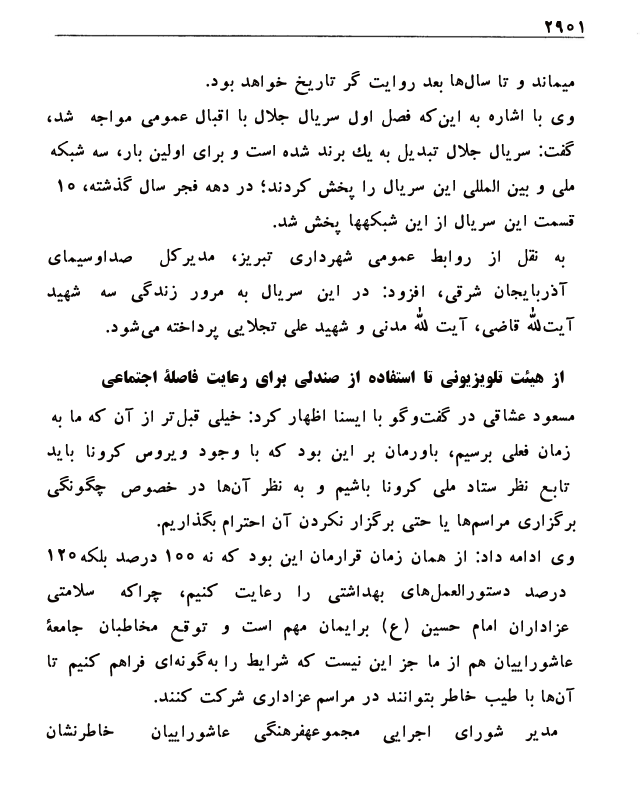 ۲۹۵۱
میماند و تا سال‌ها بعد روایت گر تاریخ خواهد بود.
وی با اشاره به این‌که فصل اول سریال جلال با اقبال عمومی مواجه شد،
گفت: سریال جلال تبدیل به یك برند شده است و برای اولین بار، سه شبکه
ملی و بین المللی این سریال را پخش کردند؛ در دهه فجر سال گذشته، ۱۵
قسمت این سریال از این شبکهها پخش شد.
به نقل از روابط عمومی شهرداری تبریز، مدیرکل صداوسیمای
آذربایجان شرقی، افزود: در این سریال به مرور زندگی سه شهید
آیت‌الله قاضی، آیت الله مدنی و شهید علی تجلایی پرداخته می‌شود.
از هیئت تلویزیونی تا استفاده از صندلی برای رعایت فاصلهٔ اجتماعی
مسعود عشاقی در گفت‌وگو با ایسنا اظهار کرد: خیلی قبل‌تر از آن که ما به
زمان فعلی برسیم، باورمان بر این بود که با وجود ویروس کرونا باید
تابع نظر ستاد ملی کرونا باشیم و به نظر آن‌ها در خصوص چگونگی
برگزاری مراسم‌ها یا حتی برگزار نکردن آن احترام بگذاریم.
وی ادامه داد: از همان زمان قرارمان این بود که نه ۱۰۰ درصد بلکه۱۲۰
درصد دستورالعمل‌های بهداشتی را رعایت کنیم، چراکه سلامتی
عزاداران امام حسین (ع) برایمان مهم است و توقع مخاطبان جامعهٔ
عاشوراییان هم از ما جز این نیست که شرایط را به‌گونه‌ای فراهم کنیم تا
آن‌ها با طیب خاطر بتوانند در مراسم عزاداری شرکت کنند.
مدیر شورای اجرایی مجموعهفرهنگی عاشوراییان خاطرنشان